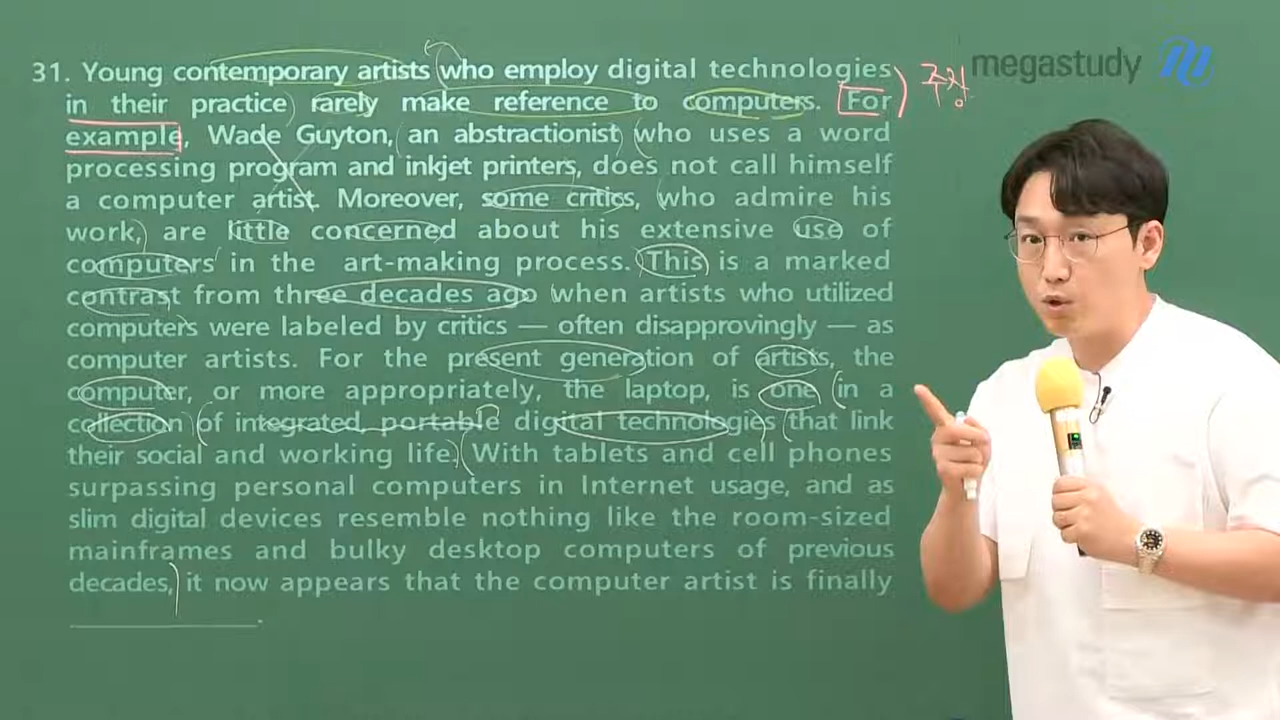 megastudy
31. Young contemporary artists who employ digital technologies
주장
in their practice rarely make reference to computers. For
example, Wade Guyton, an abstractionist who uses a word
processing program and inkjet printers, does not call himself
a computer artist. Moreover, some critics, who admire his
work, are little concerned about his extensive use of
computers in the art-making process. This is a marked
contrast from three decades ago when artists who utilized
computers were labeled by critics — often disapprovingly — as
computer artists. For the present generation of artists, the
computer, or more appropriately, the laptop, is one in a
collection of integrated, portable digital technologies that link
their social and working life. With tablets and cell phones
surpassing personal computers in Internet usage, and as
slim digital devices resemble nothing like the room-sized
mainframes and bulky desktop computers of previous
decades, it now appears that the computer artist is finally
____________.